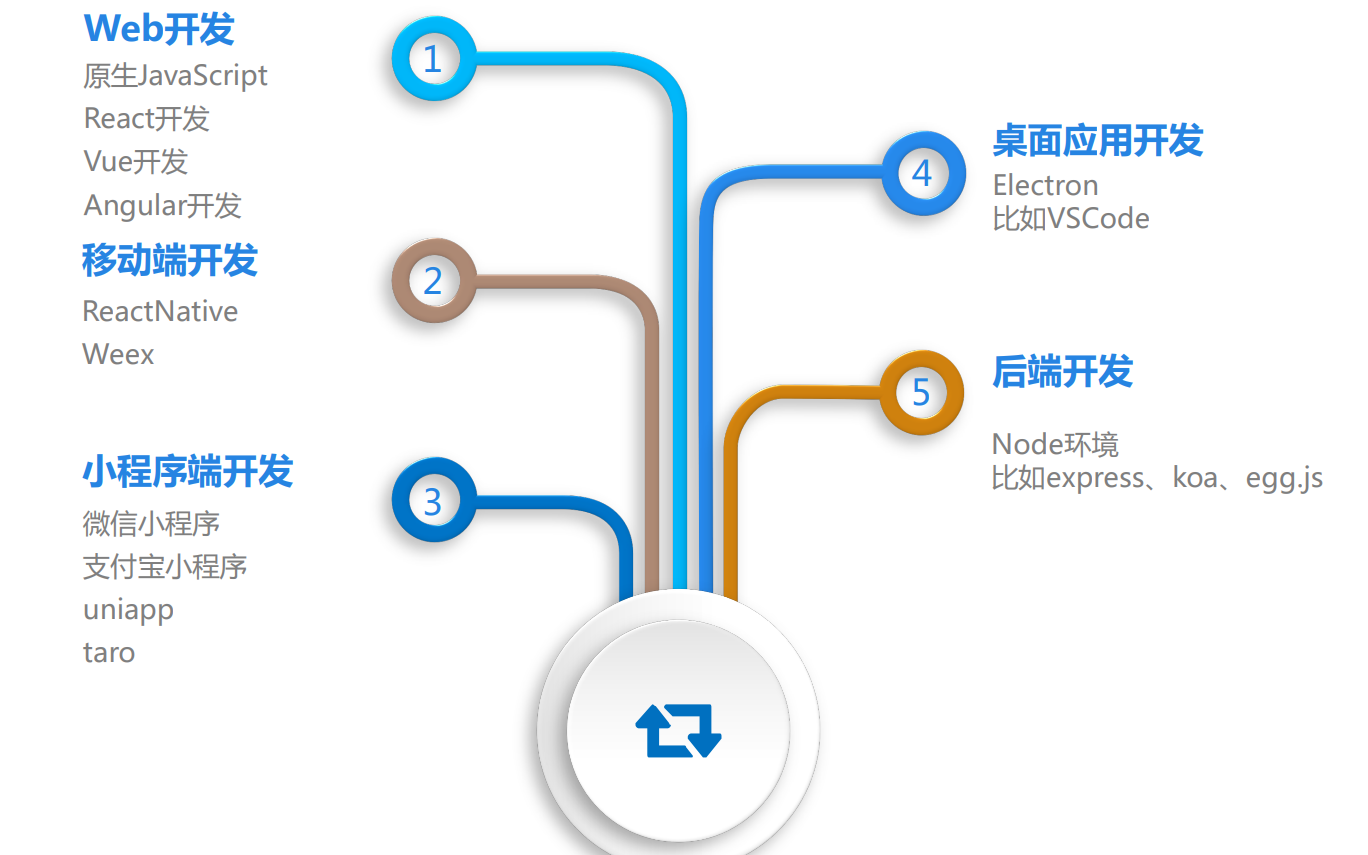 Web开发
原生JavaScript
React开发
Vue开发
Angular开发
1
移动端开发
ReactNative
Weex
2
小程序端开发
微信小程序
支付宝小程序
uniapp
taro
3
4
桌面应用开发
Electron
比如VSCode
5
后端开发
Node环境
比如express、koa、egg.js